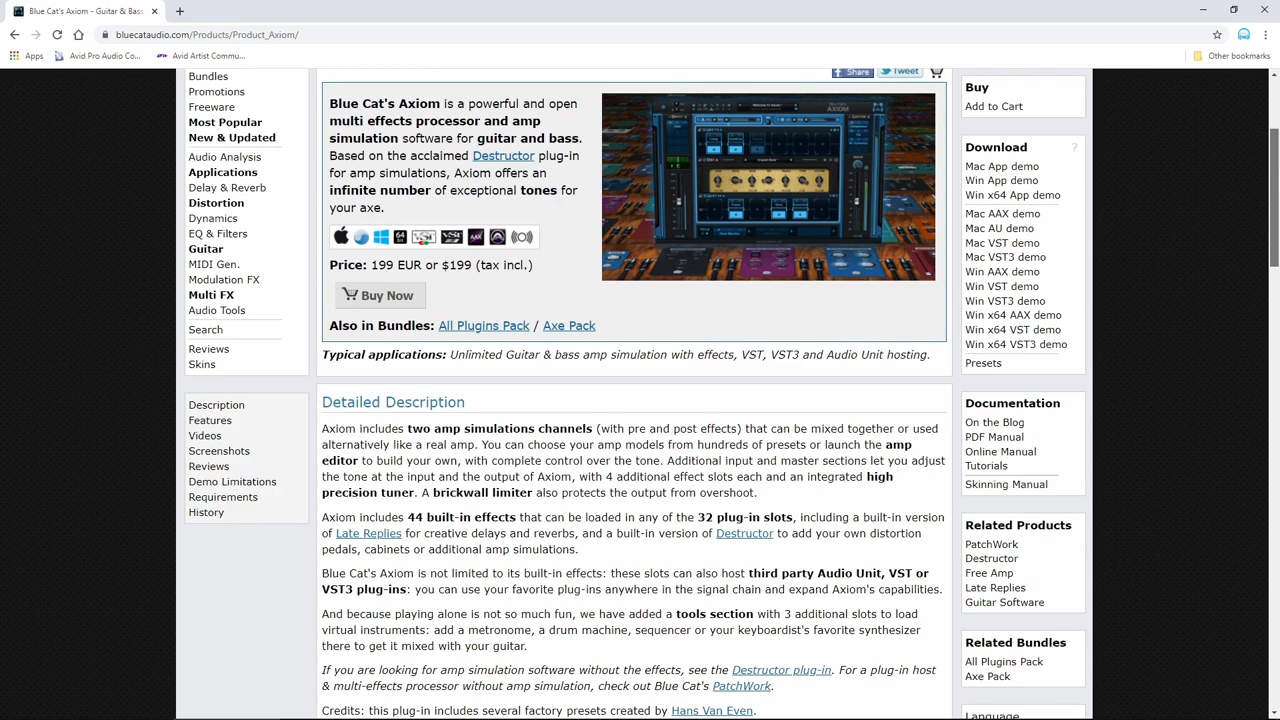 Blue Cat's Axiom - Guitar & Bass
bluecataudio.com/Products/Product_Axiom/
Apps
Avid Pro Audio Co...
Avid Artist Commu...
Other bookmarks
Bundles
Promotions
Freeware
Most Popular
New & Updated
Audio Analysis
Applications
Delay & Reverb
Distortion
Dynamics
EQ & Filters
Guitar
MIDI Gen.
Modulation FX
Multi FX
Audio Tools
Search
Reviews
Skins
Description
Features
Videos
Screenshots
Reviews
Demo Limitations
Requirements
History
Share
Tweet
Blue Cat's Axiom is a powerful and open
multi effects processor and amp
simulation software for guitar and bass.
Based on the acclaimed Destructor plug-in
for amp simulations, Axiom offers an
infinite number of exceptional tones for
your axe.
AXIOM
Price: 199 EUR or $199 (tax incl.)
Buy Now
Also in Bundles: All Plugins Pack / Axe Pack
Typical applications: Unlimited Guitar & bass amp simulation with effects, VST, VST3 and Audio Unit hosting.
Detailed Description
Axiom includes two amp simulations channels (with pre and post effects) that can be mixed together or used
alternatively like a real amp. You can choose your amp models from hundreds of presets or launch the amp
editor to build your own, with complete control over the tone. Additional input and master sections let you adjust
the tone at the input and the output of Axiom, with 4 additional effect slots each and an integrated high
precision tuner. A brickwall limiter also protects the output from overshoot.
Axiom includes 44 built-in effects that can be loaded in any of the 32 plug-in slots, including a built-in version
of Late Replies for creative delays and reverbs, and a built-in version of Destructor to add your own distortion
pedals, cabinets or additional amp simulations.
Blue Cat's Axiom is not limited to its built-in effects: these slots can also host third party Audio Unit, VST or
VST3 plug-ins: you can use your favorite plug-ins anywhere in the signal chain and expand Axiom's capabilities.
And because playing alone is not so much fun, we have added a tools section with 3 additional slots to load
virtual instruments: add a metronome, a drum machine, sequencer or your keyboardist's favorite synthesizer
there to get it mixed with your guitar.
If you are looking for amp simulation software without the effects, see the Destructor plug-in. For a plug-in host
& multi-effects processor without amp simulation, check out Blue Cat's PatchWork.
Credits: this plug-in includes several factory presets created by Hans Van Even.
Buy
Add to Cart
Download ?
Mac App demo
Win App demo
Win x64 App demo
Mac AAX demo
Mac AU demo
Mac VST demo
Mac VST3 demo
Win AAX demo
Win VST demo
Win VST3 demo
Win x64 AAX demo
Win x64 VST demo
Win x64 VST3 demo
Presets
Documentation
On the Blog
PDF Manual
Online Manual
Tutorials
Skinning Manual
Related Products
PatchWork
Destructor
Free Amp
Late Replies
Guitar Software
Related Bundles
All Plugins Pack
Axe Pack
Language